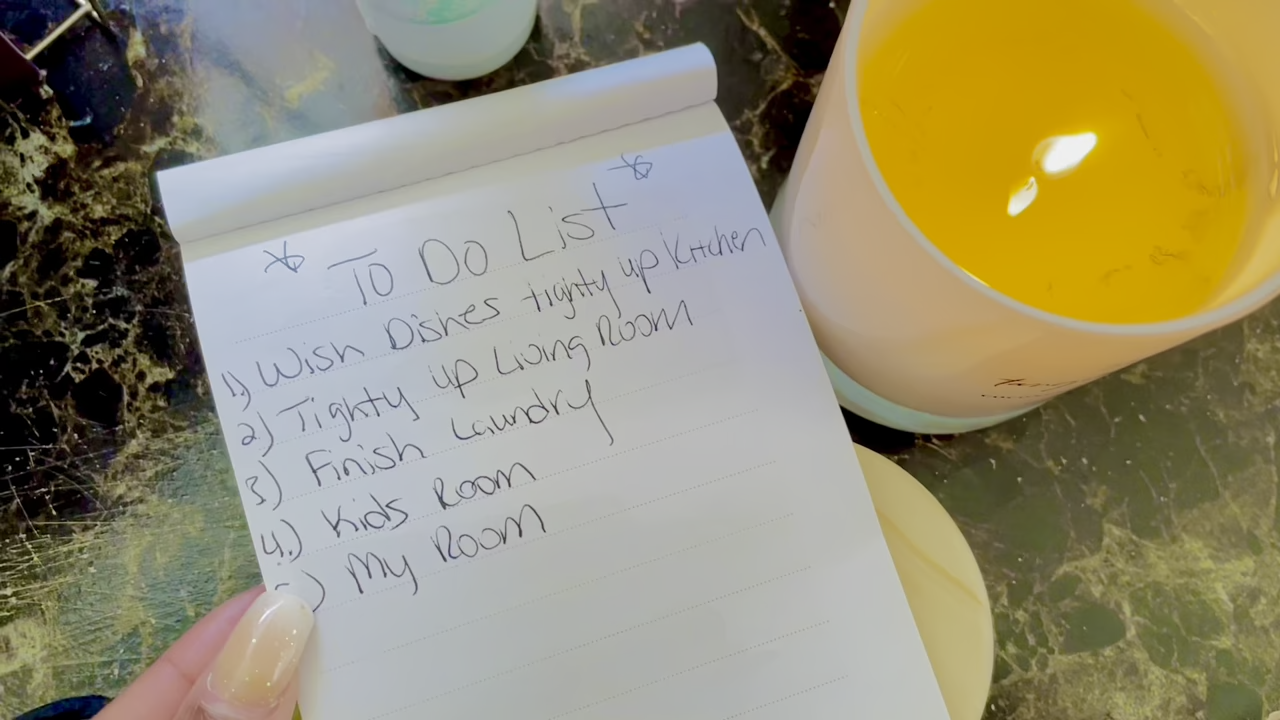 To Do List
1) Wish Dishes tighty up Kitchen
2) Tighty up Living Room
3) Finish Laundry
4.) Kids Room
) My Room